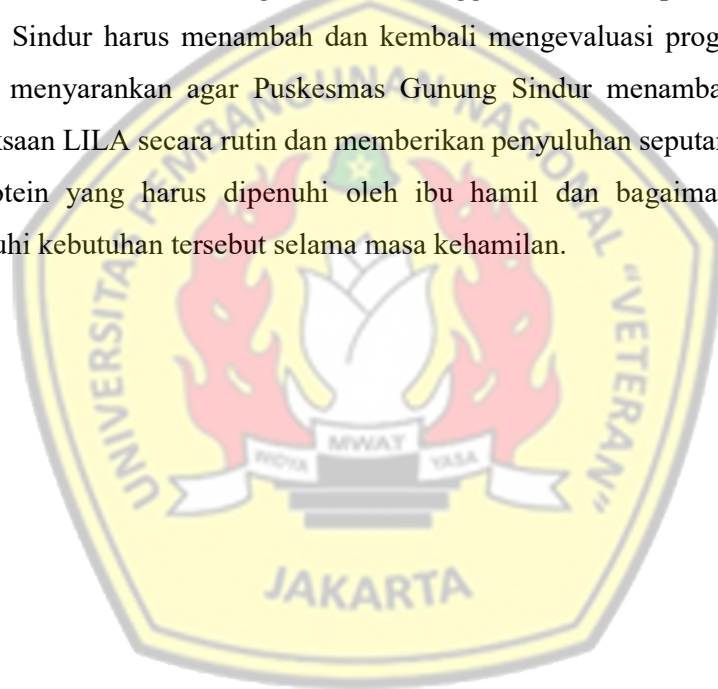 Sindur harus menambah dan kembali mengevaluasi prog
menyarankan agar Puskesmas Gunung Sindur menamba
saan LILA secara rutin dan memberikan penyuluhan seputar
otein yang harus dipenuhi oleh ibu hamil dan bagaima
uhi kebutuhan tersebut selama masa kehamilan.
UNIVERSITAS PEMBANGUNAN NASIONAL "VETERAN"
WIDYA MWAT YASA
JAKARTA